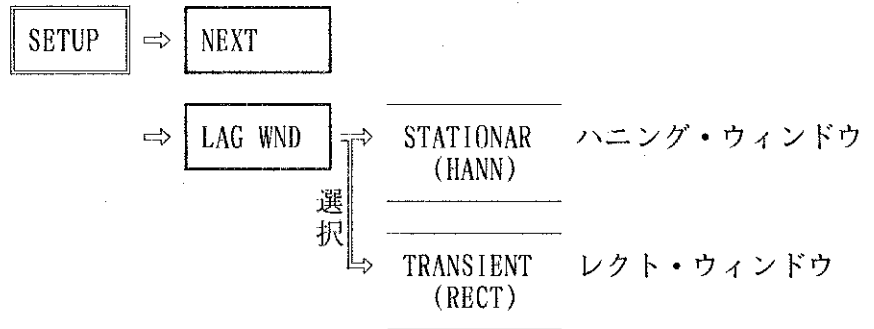 SETUP ⇨ NEXT
⇨ LAG WND ⇨ STATIONAR ハニング・ウィンドウ
(HANN)
選択
⇨ TRANSIENT レクト・ウィンドウ
(RECT)